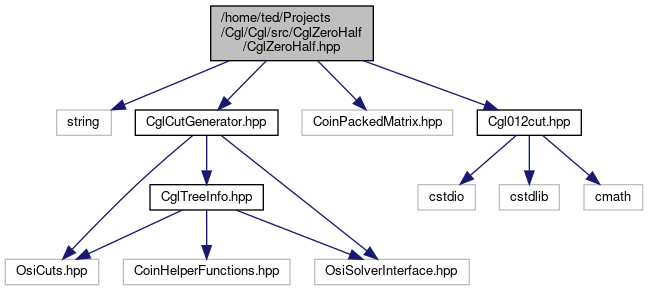 /home/ted/Projects
/Cgl/Cgl/src/CglZeroHalf
/CglZeroHalf.hpp
string
CglCutGenerator.hpp
CoinPackedMatrix.hpp
Cgl012cut.hpp
CglTreeInfo.hpp
cstdio
cstdlib
cmath
OsiCuts.hpp
CoinHelperFunctions.hpp
OsiSolverInterface.hpp